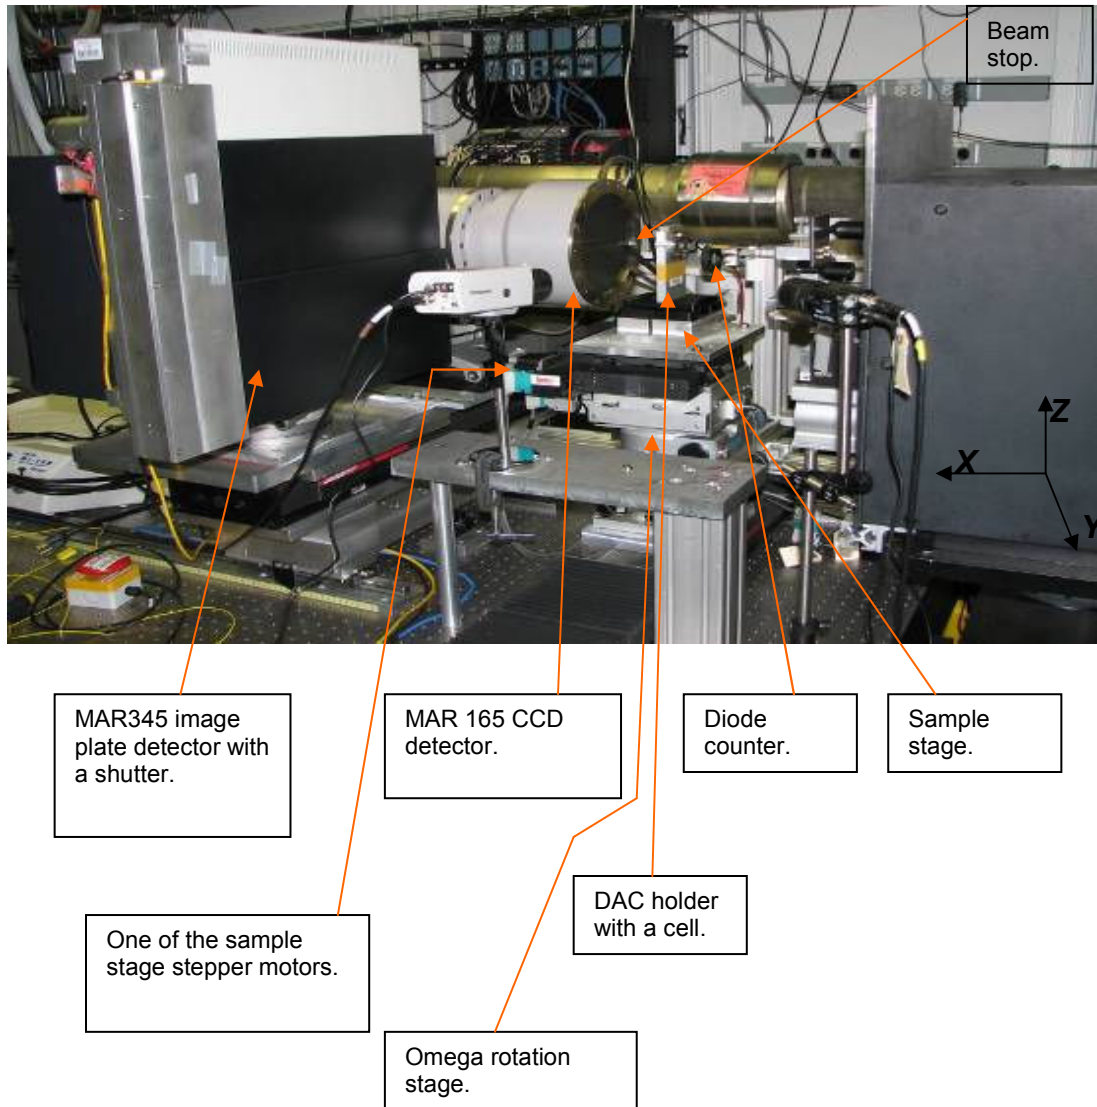 Beam
stop.
Z
X
Y
MAR345 image
plate detector with
a shutter.
MAR 165 CCD
detector.
Diode
counter.
Sample
stage.
DAC holder
with a cell.
One of the sample
stage stepper motors.
Omega rotation
stage.